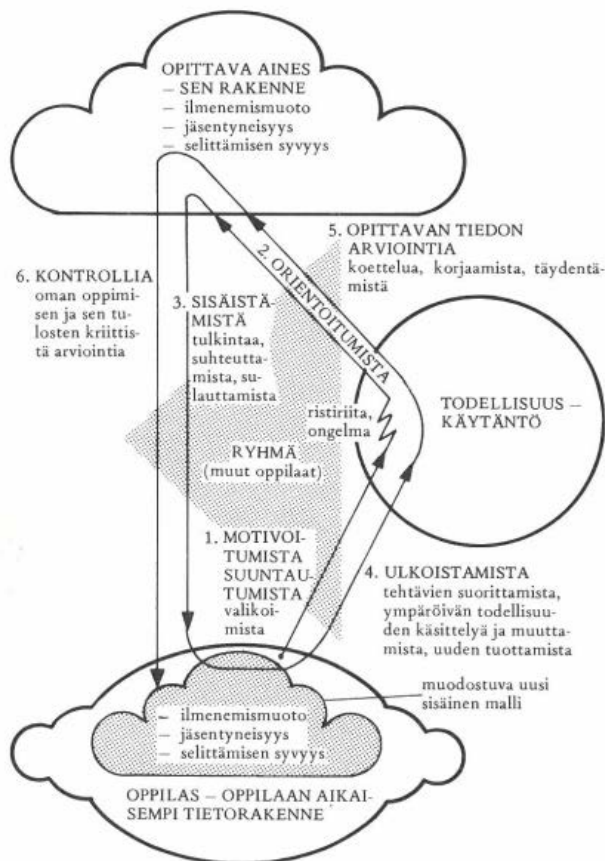 OPITTAVA AINES
– SEN RAKENNE
– ilmenemismuoto
– jäsentyneisyys
– selittämisen syvyys
5. OPITTAVAN TIEDON
ARVIOINTIA
koettelua, korjaamista, täydentä-
mistä
2. ORIENTOITUMISTA
6. KONTROLLIA
oman oppimi-
sen ja sen tu-
losten kriittis-
tä arviointia
3. SISÄISTÄ-
MISTÄ
tulkintaa,
suhteutta-
mista, su-
lauttamista
ristiriita,
ongelma
TODELLISUUS –
KÄYTÄNTÖ
RYHMÄ
(muut oppilaat)
1. MOTIVOI-
TUMISTA
SUUNTAU-
TUMISTA
valikoi-
mista
4. ULKOISTAMISTA
tehtävien suorittamista,
ympäröivän todellisuu-
den käsittelyä ja muutta-
mista, uuden tuottamista
muodostuva uusi
sisäinen malli
– ilmenemismuoto
– jäsentyneisyys
– selittämisen syvyys
OPPILAS – OPPILAAN AIKAI-
SEMPI TIETORAKENNE